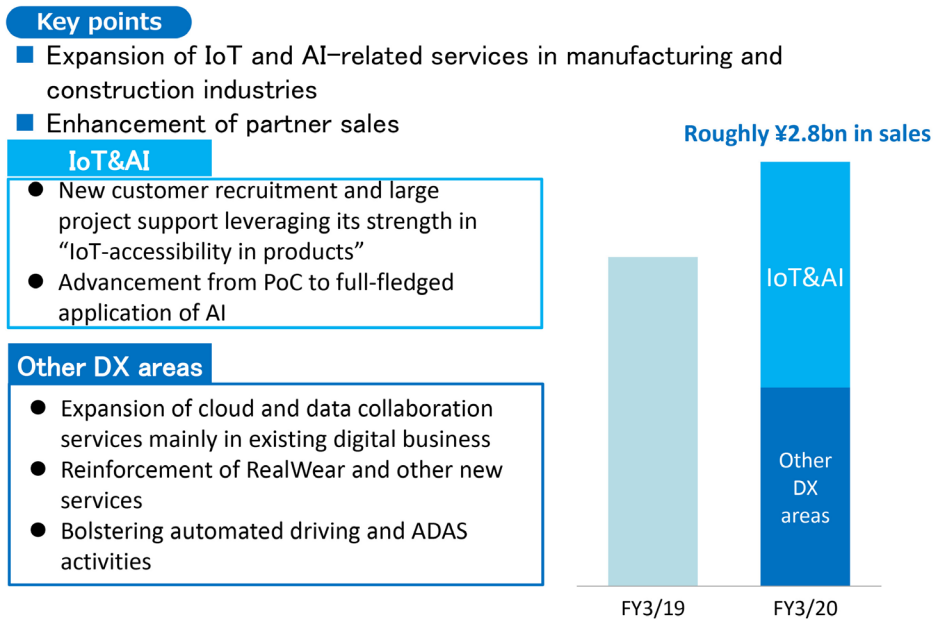 Key points
Expansion of IoT and AI-related services in manufacturing and
construction industries
Enhancement of partner sales
IoT&AI
New customer recruitment and large
project support leveraging its strength in
“IoT-accessibility in products”
Advancement from PoC to full-fledged
application of AI
Other DX areas
Expansion of cloud and data collaboration
services mainly in existing digital business
Reinforcement of RealWear and other new
services
Bolstering automated driving and ADAS
activities
Roughly ¥2.8bn in sales
IoT&AI
Other
DX
areas
FY3/19
FY3/20